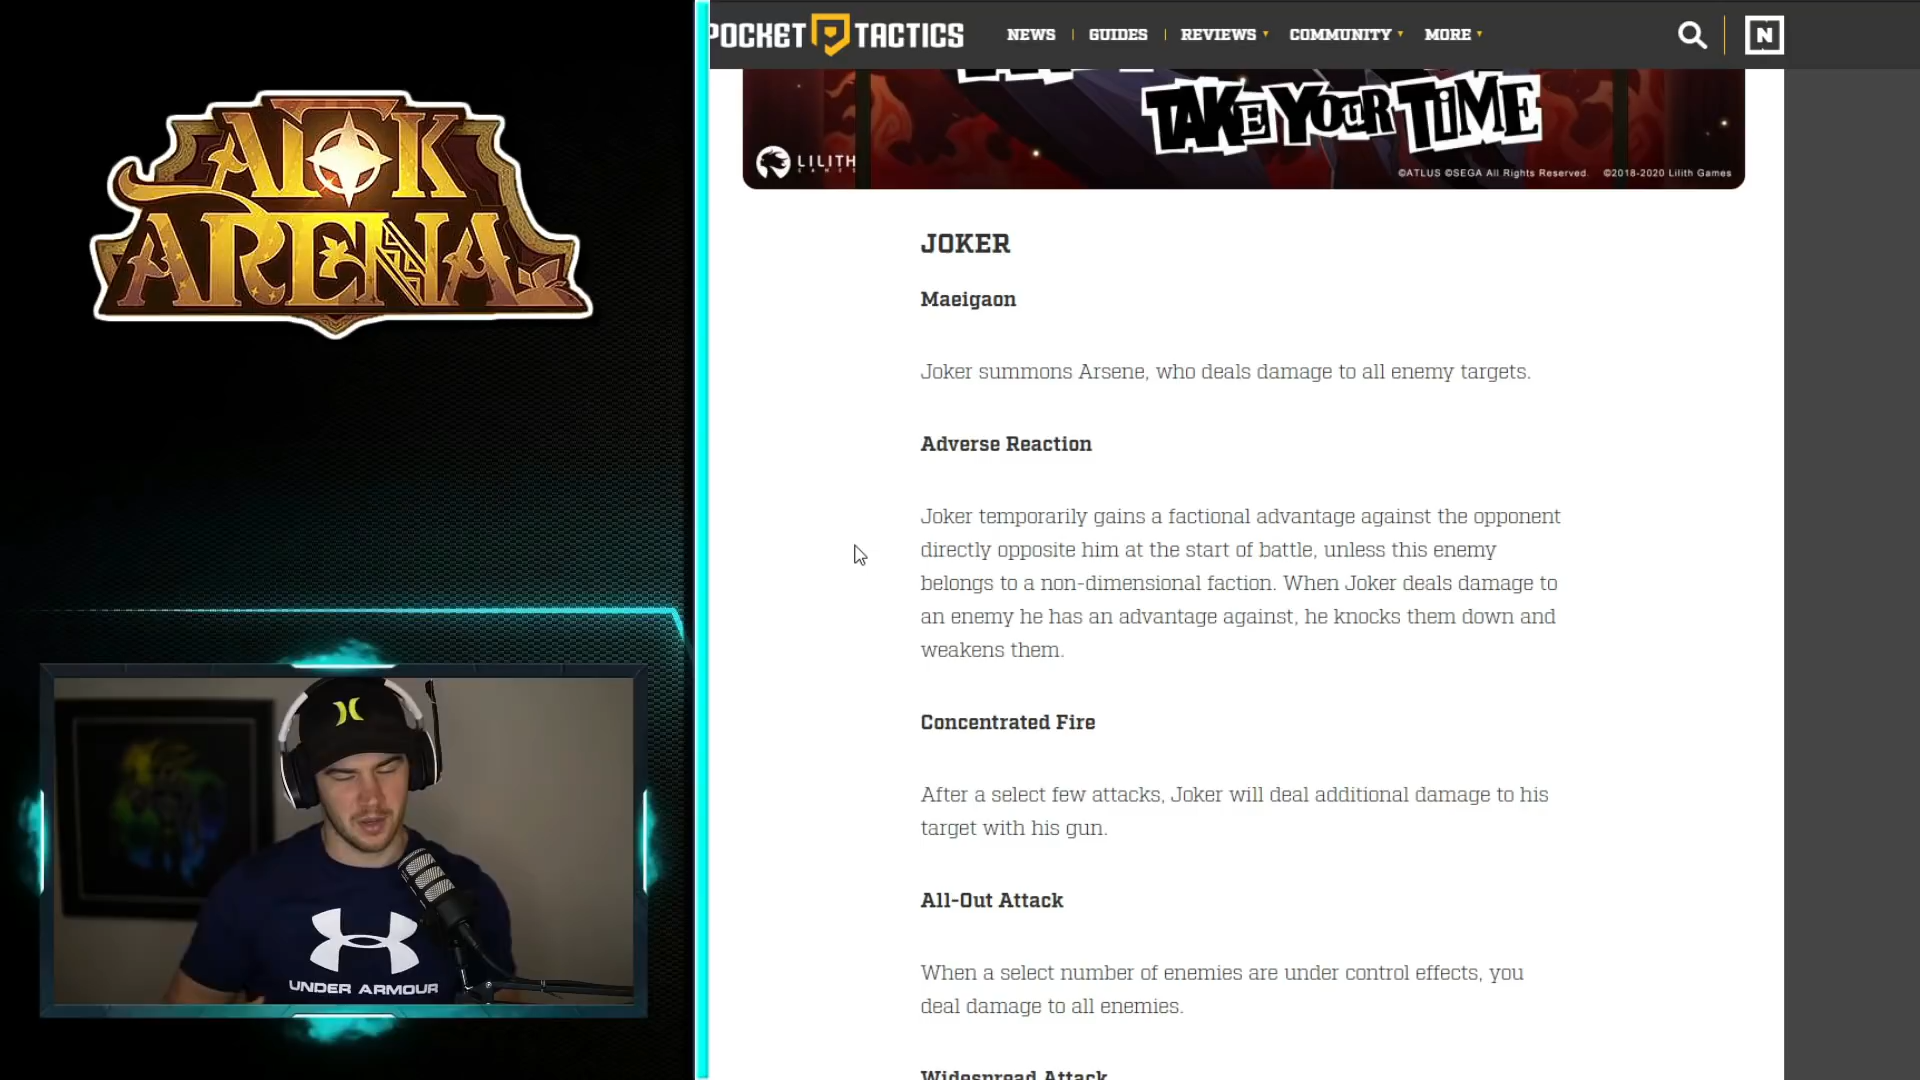 POCKET TACTICS
NEWS
GUIDES
REVIEWS
COMMUNITY
MORE
N
TAKE YOUR TIME
LILITH
GAMES
©ATLUS ©SEGA All Rights Reserved. ©2018-2020 Lilith Games
AFK
ARENA
JOKER
Maeigaon
Joker summons Arsene, who deals damage to all enemy targets.
Adverse Reaction
Joker temporarily gains a factional advantage against the opponent
directly opposite him at the start of battle, unless this enemy
belongs to a non-dimensional faction. When Joker deals damage to
an enemy he has an advantage against, he knocks them down and
weakens them.
Concentrated Fire
After a select few attacks, Joker will deal additional damage to his
target with his gun.
All-Out Attack
When a select number of enemies are under control effects, you
deal damage to all enemies.
Widespread Attack
UNDER ARMOUR